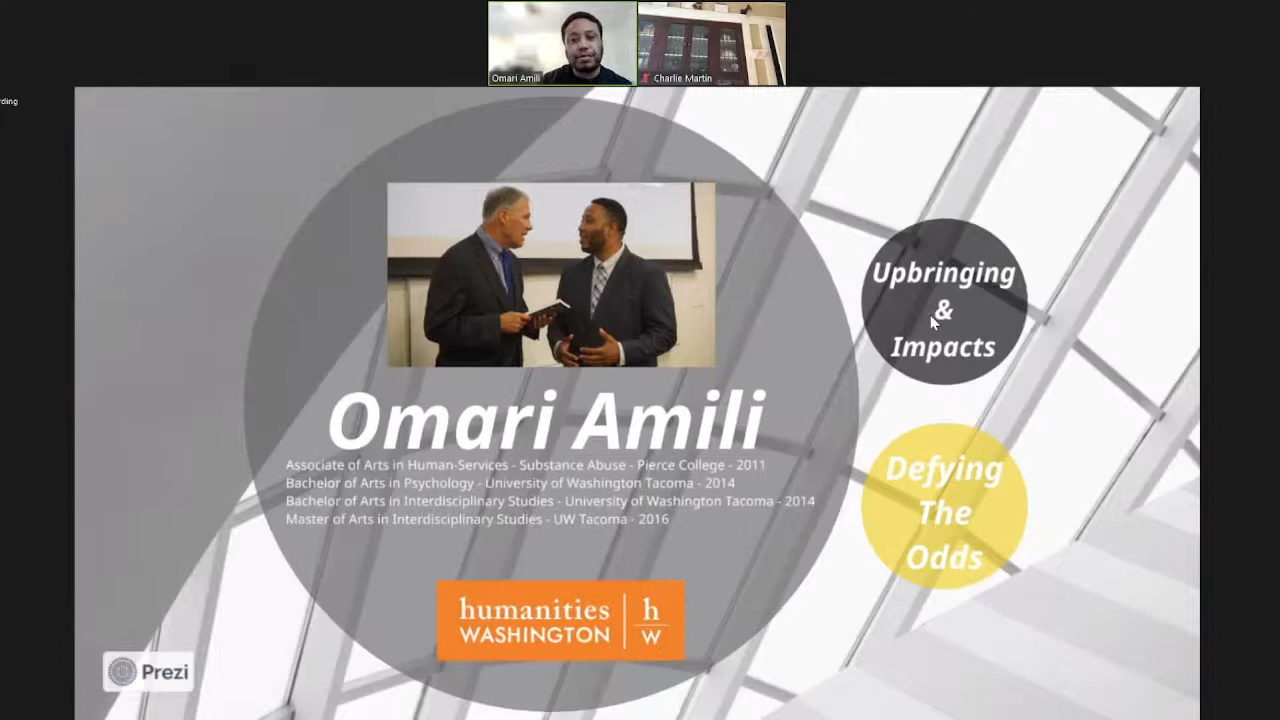 Omari Amili
Charlie Martin
rding
Upbringing
&
Impacts
Omari Amili
Associate of Arts in Human-Services - Substance Abuse - Pierce College - 2011
Bachelor of Arts in Psychology - University of Washington Tacoma - 2014
Bachelor of Arts in Interdisciplinary Studies - University of Washington Tacoma - 2014
Master of Arts in Interdisciplinary Studies - UW Tacoma - 2016
Defying
The
Odds
humanities
WASHINGTON
h
w
Prezi